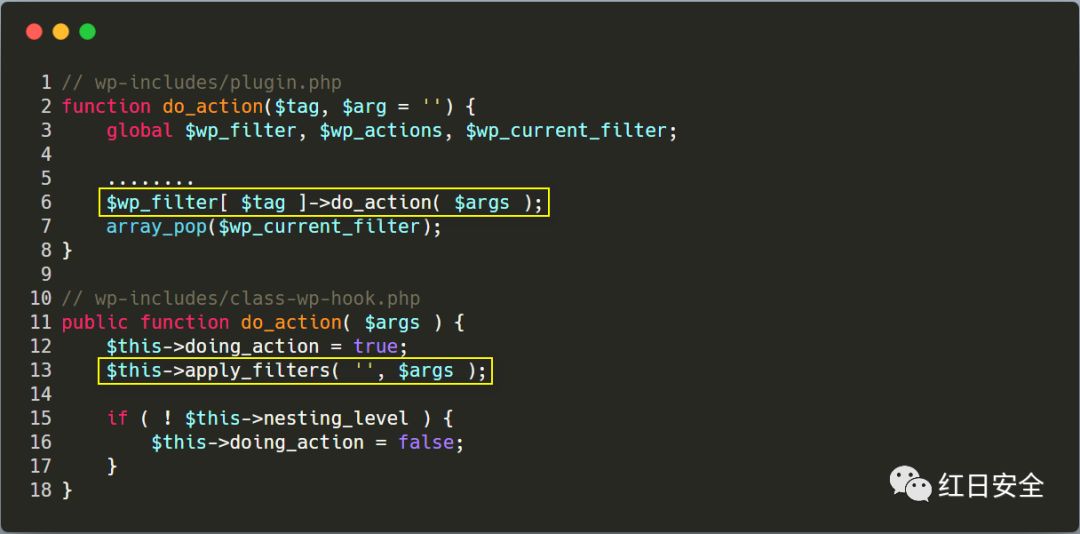 1 // wp-includes/plugin.php
2 function do_action($tag, $arg = '') {
3     global $wp_filter, $wp_actions, $wp_current_filter;
4
5     ........
6     $wp_filter[ $tag ]->do_action( $args );
7     array_pop($wp_current_filter);
8 }
9
10 // wp-includes/class-wp-hook.php
11 public function do_action( $args ) {
12     $this->doing_action = true;
13     $this->apply_filters( '', $args );
14
15     if ( ! $this->nesting_level ) {
16         $this->doing_action = false;
17     }
18 }
红日安全